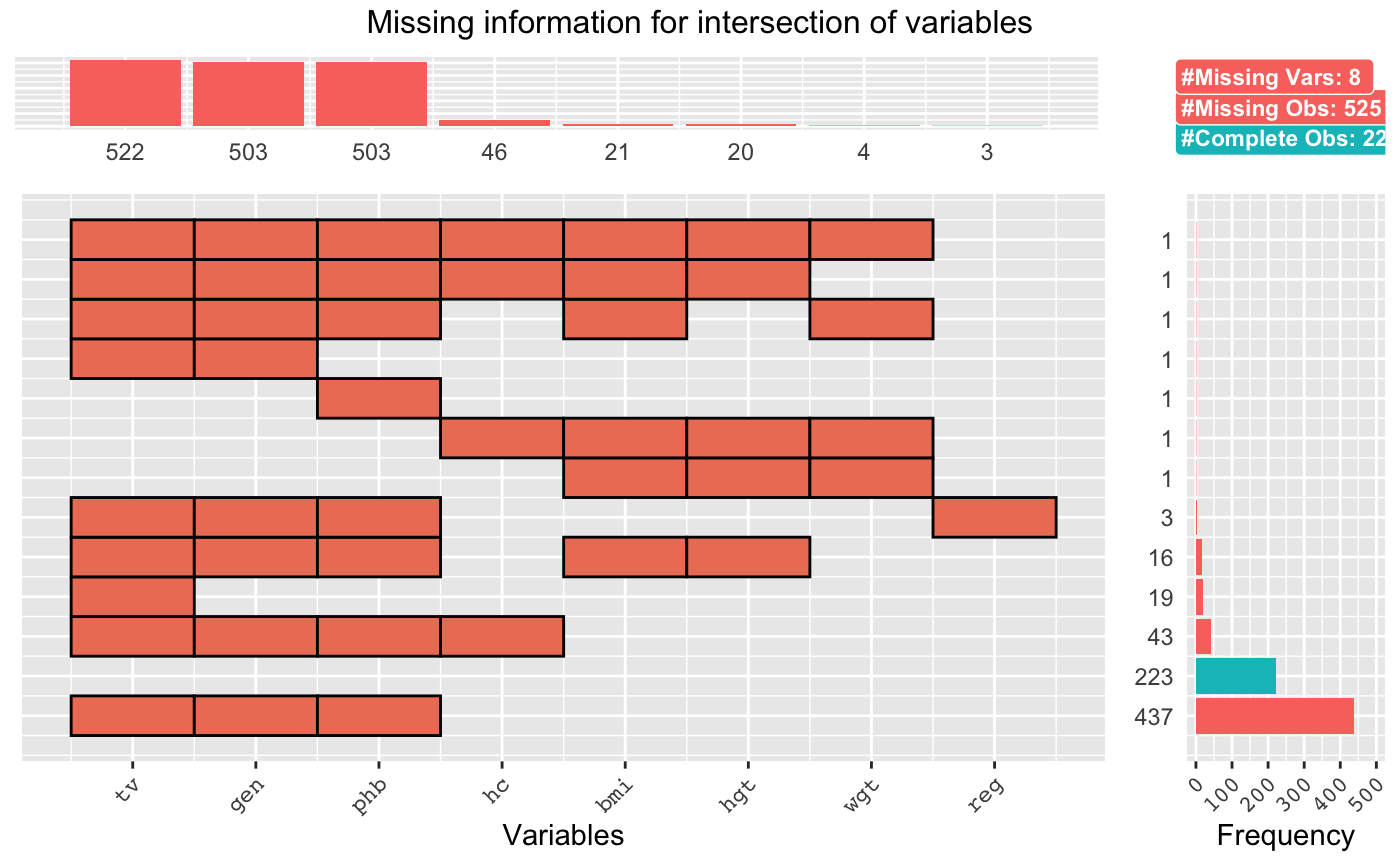 Missing information for intersection of variables
#Missing Vars: 8
#Missing Obs: 525
#Complete Obs: 22
522 503 503 46 21 20 4 3
1
1
1
1
1
1
1
3
16
19
43
223
437
tv gen phb hc bmi hgt wgt reg
0 100 200 300 400 500
Variables
Frequency